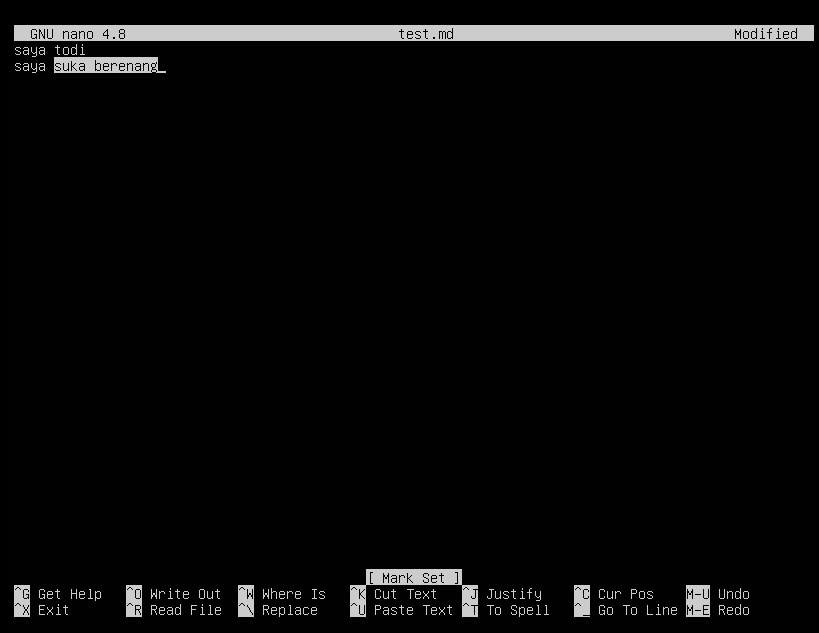 GNU nano 4.8 test.md Modified
saya todi
saya suka berenang
[ Mark Set ]
^G Get Help ^O Write Out ^W Where Is ^K Cut Text ^J Justify ^C Cur Pos M-U Undo
^X Exit ^R Read File ^\ Replace ^U Paste Text ^T To Spell ^_ Go To Line M-E Redo